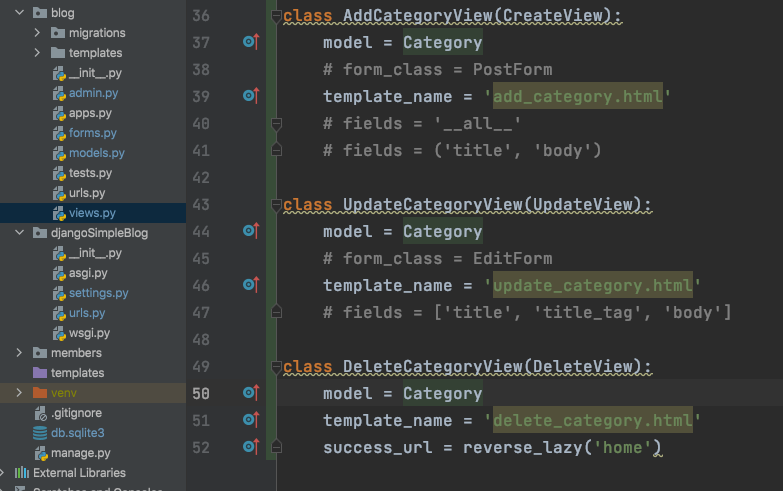 blog
migrations
templates
__init__.py
admin.py
apps.py
forms.py
models.py
tests.py
urls.py
views.py
djangoSimpleBlog
__init__.py
asgi.py
settings.py
urls.py
wsgi.py
members
templates
venv
.gitignore
db.sqlite3
manage.py
External Libraries
Scratches and Consoles
36 class AddCategoryView(CreateView):
37     model = Category
38     # form_class = PostForm
39     template_name = 'add_category.html'
40     # fields = '__all__'
41     # fields = ('title', 'body')
42
43 class UpdateCategoryView(UpdateView):
44     model = Category
45     # form_class = EditForm
46     template_name = 'update_category.html'
47     # fields = ['title', 'title_tag', 'body']
48
49 class DeleteCategoryView(DeleteView):
50     model = Category
51     template_name = 'delete_category.html'
52     success_url = reverse_lazy('home')